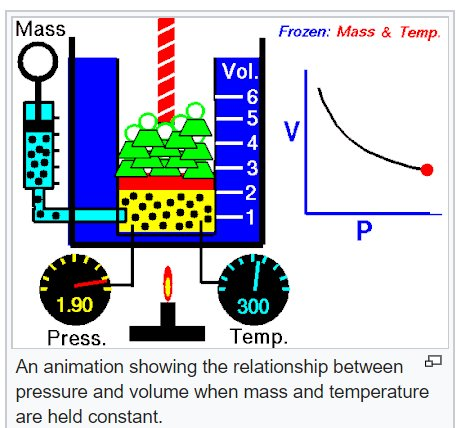 Mass
Frozen: Mass & Temp.
Vol.
6
5
4
3
2
1
V
P
1.90
300
Press.
Temp.
An animation showing the relationship between
pressure and volume when mass and temperature
are held constant.